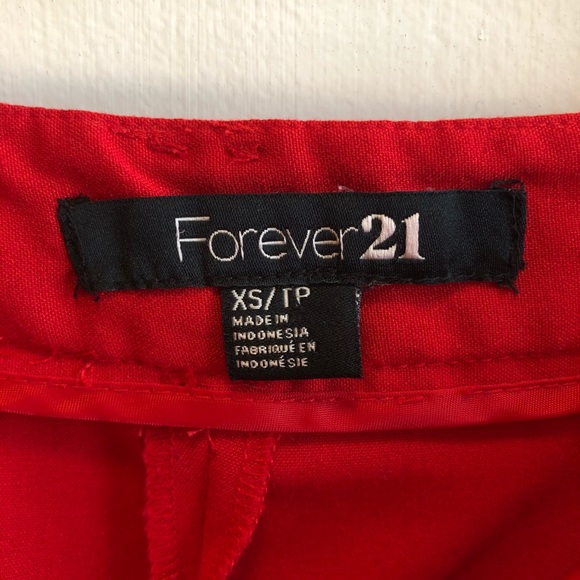 Forever21
XS/TP
MADE IN
INDONESIA
FABRIQUÉ EN
INDONÉSIE